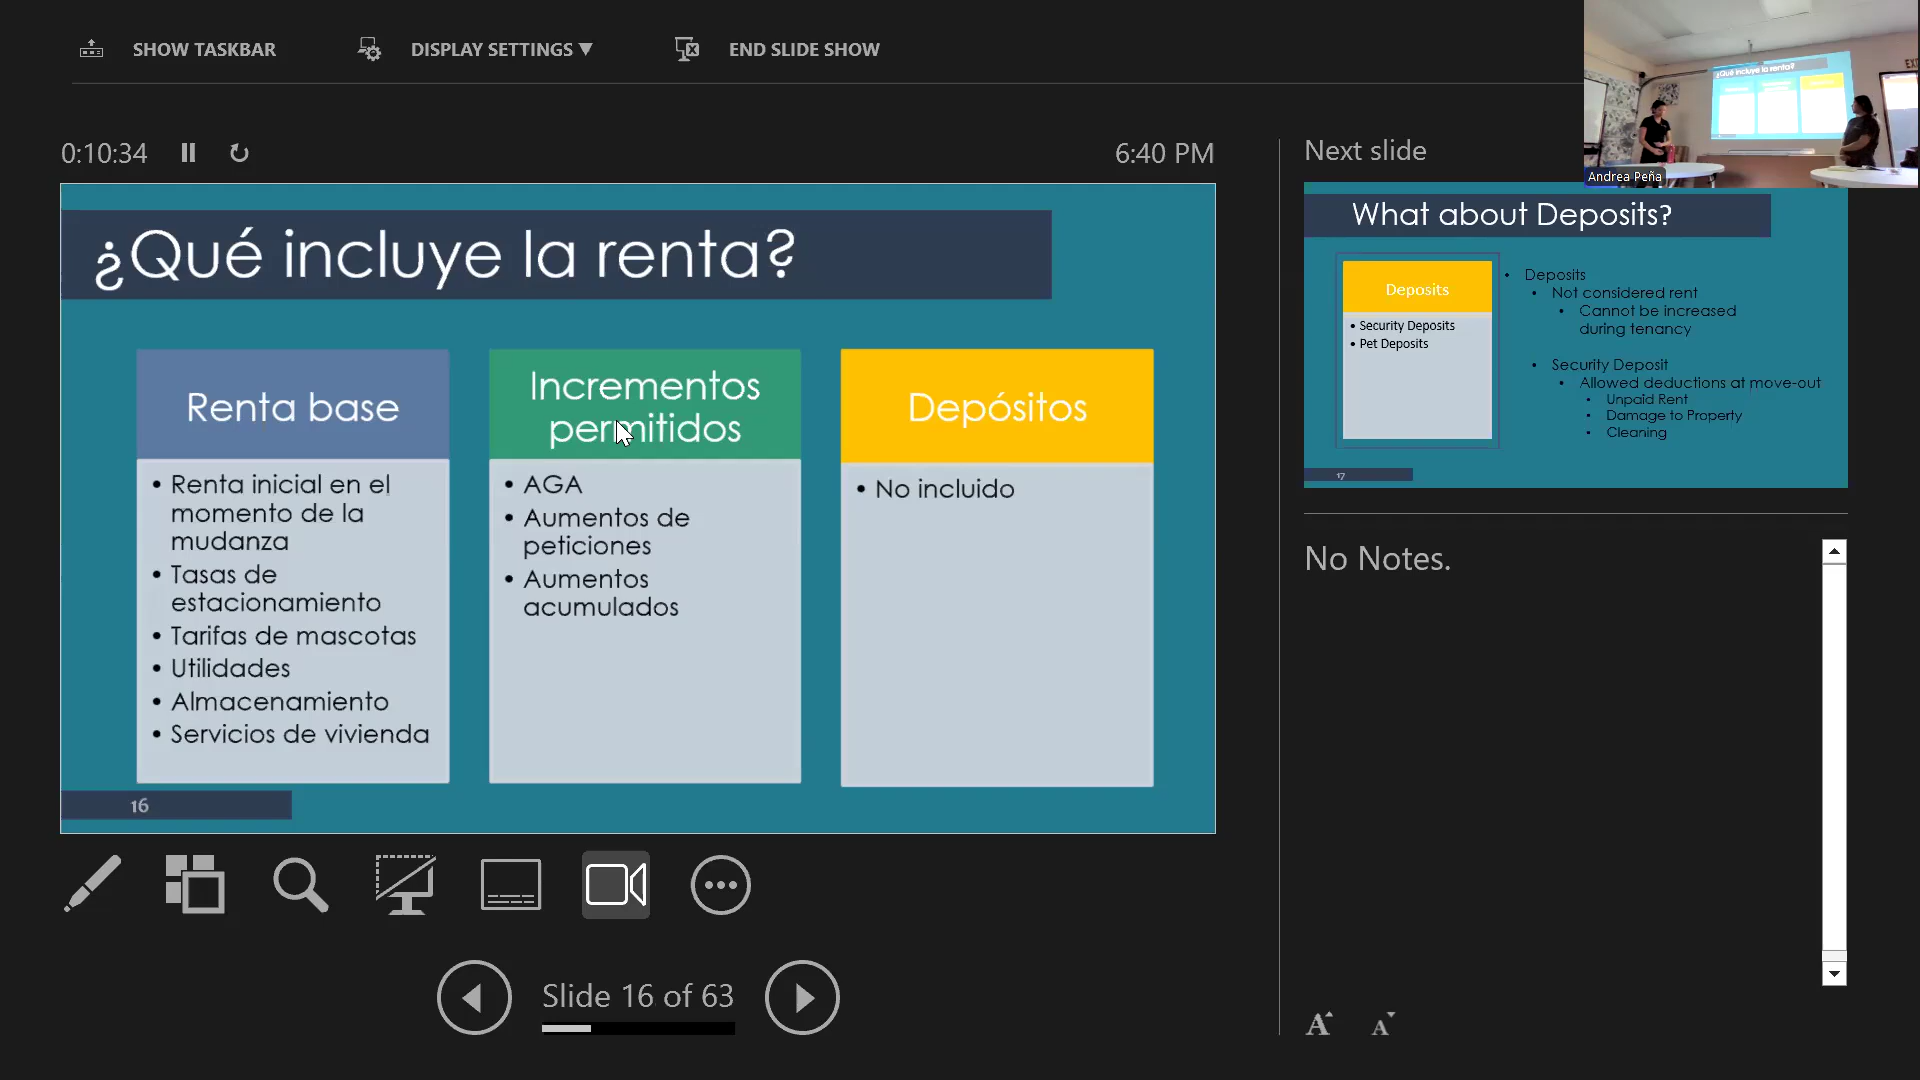 SHOW TASKBAR
DISPLAY SETTINGS ▼
END SLIDE SHOW
0:10:34
6:40 PM
¿Qué incluye la renta?
Renta base
• Renta inicial en el
momento de la
mudanza
• Tasas de
estacionamiento
• Tarifas de mascotas
• Utilidades
• Almacenamiento
• Servicios de vivienda
Incrementos
permitidos
• AGA
• Aumentos de
peticiones
• Aumentos
acumulados
Depósitos
• No incluido
16
Slide 16 of 63
Next slide
¿Qué incluye la renta?
Andrea Peña
What about Deposits?
Deposits
• Security Deposits
• Pet Deposits
• Deposits
• Not considered rent
• Cannot be increased
during tenancy
• Security Deposit
• Allowed deductions at move-out
• Unpaid Rent
• Damage to Property
• Cleaning
17
No Notes.
A
A